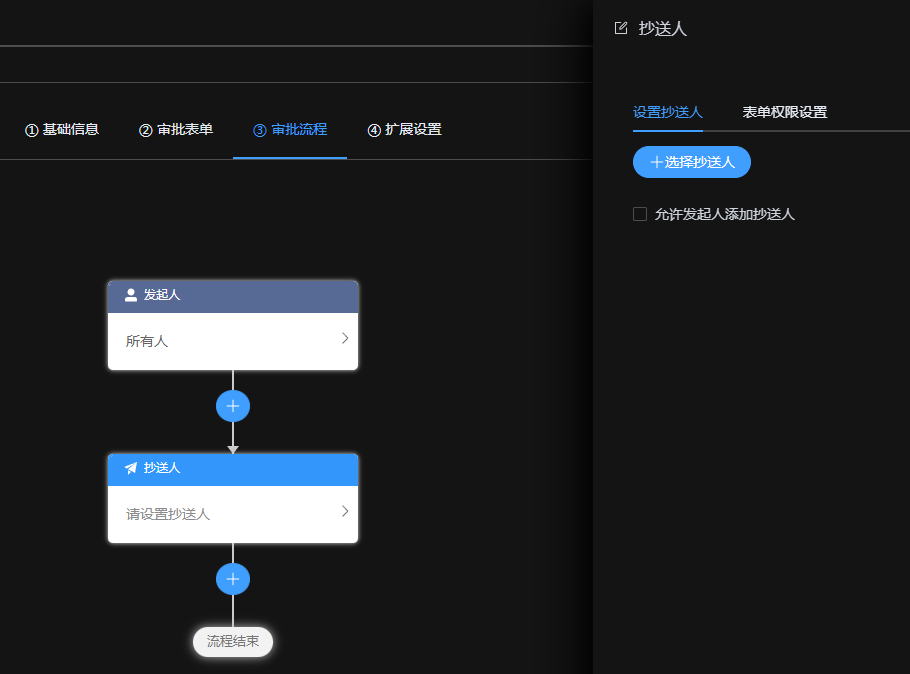 抄送人
设置抄送人 表单权限设置
① 基础信息 ② 审批表单 ③ 审批流程 ④ 扩展设置
选择抄送人
允许发起人添加抄送人
发起人
所有人
抄送人
请设置抄送人
流程结束